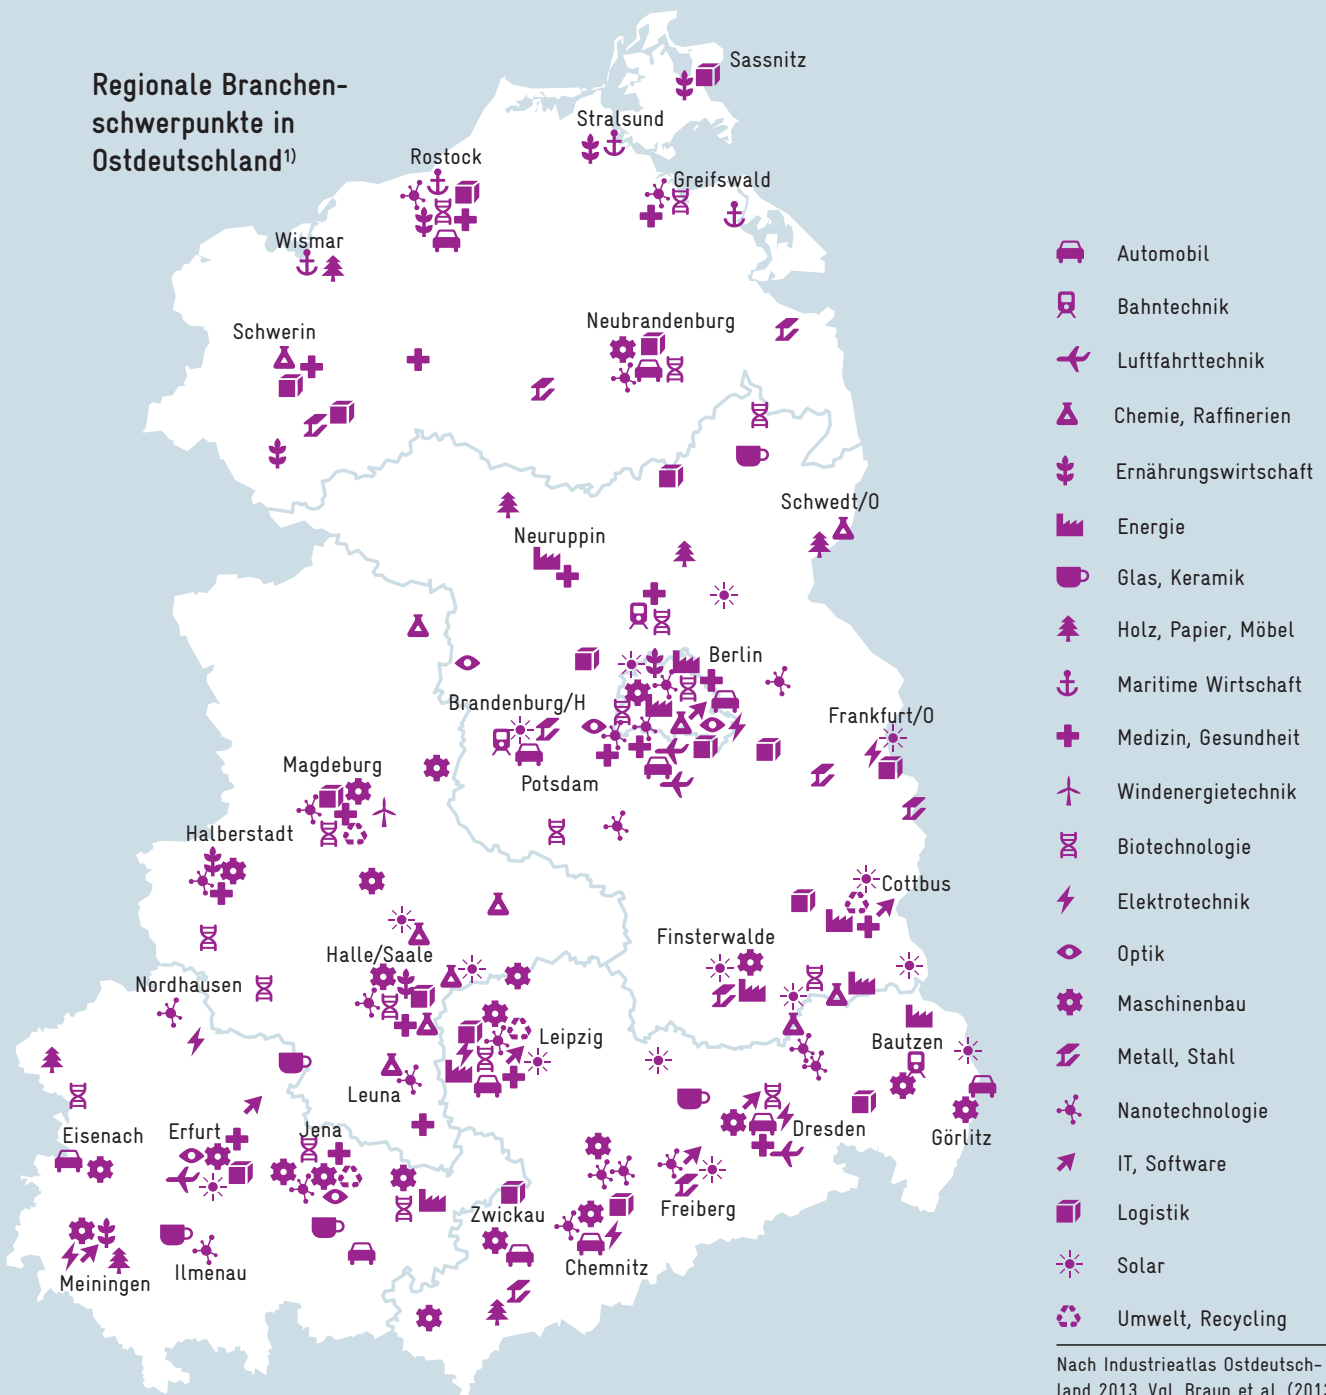 Regionale Branchen-
schwerpunkte in
Ostdeutschland¹⁾
Sassnitz
Stralsund
Rostock
Greifswald
Wismar
Schwerin
Neubrandenburg
Schwedt/O
Neuruppin
Berlin
Brandenburg/H
Frankfurt/O
Magdeburg
Potsdam
Halberstadt
Cottbus
Finsterwalde
Halle/Saale
Nordhausen
Leipzig
Bautzen
Leuna
Eisenach
Erfurt
Jena
Dresden
Görlitz
Zwickau
Freiberg
Chemnitz
Meiningen
Ilmenau
Automobil
Bahntechnik
Luftfahrttechnik
Chemie, Raffinerien
Ernährungswirtschaft
Energie
Glas, Keramik
Holz, Papier, Möbel
Maritime Wirtschaft
Medizin, Gesundheit
Windenergietechnik
Biotechnologie
Elektrotechnik
Optik
Maschinenbau
Metall, Stahl
Nanotechnologie
IT, Software
Logistik
Solar
Umwelt, Recycling
Nach Industrieatlas Ostdeutsch-
land 2013. Vgl. Braun et al.